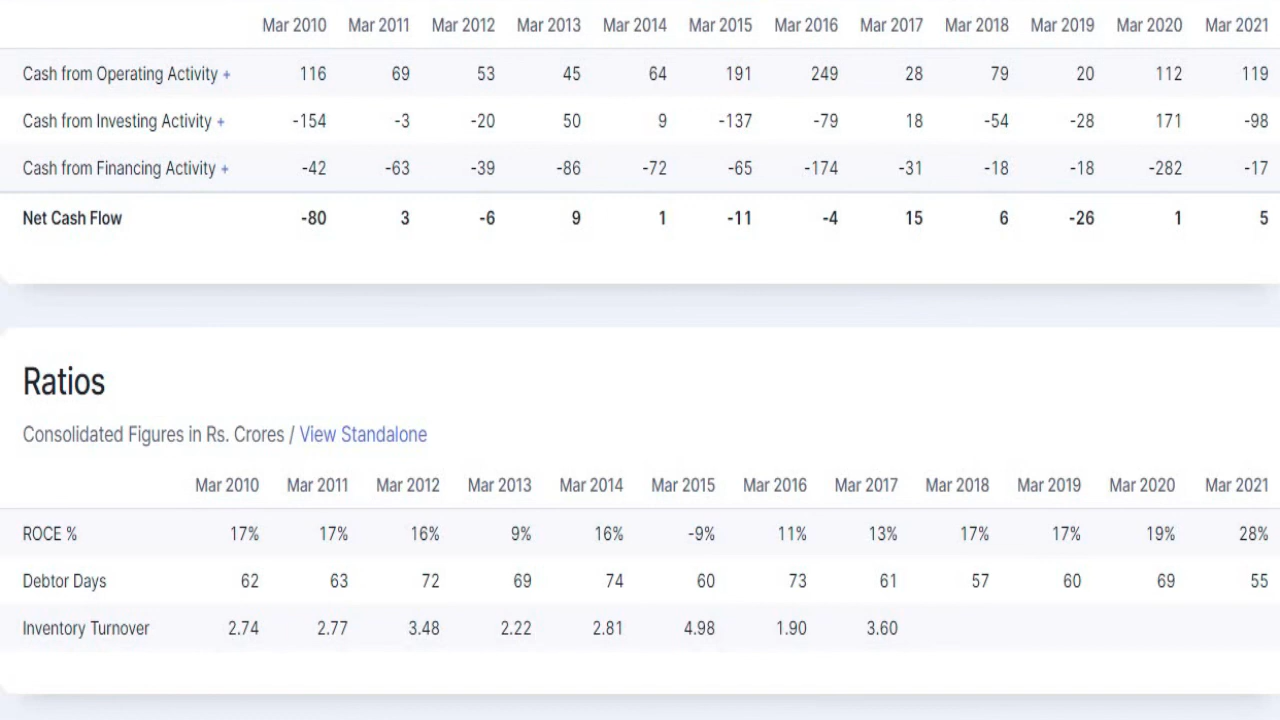 Mar 2010 Mar 2011 Mar 2012 Mar 2013 Mar 2014 Mar 2015 Mar 2016 Mar 2017 Mar 2018 Mar 2019 Mar 2020 Mar 2021
Cash from Operating Activity + 116 69 53 45 64 191 249 28 79 20 112 119
Cash from Investing Activity + -154 -3 -20 50 9 -137 -79 18 -54 -28 171 -98
Cash from Financing Activity + -42 -63 -39 -86 -72 -65 -174 -31 -18 -18 -282 -17
Net Cash Flow -80 3 -6 9 1 -11 -4 15 6 -26 1 5
Ratios
Consolidated Figures in Rs. Crores / View Standalone
Mar 2010 Mar 2011 Mar 2012 Mar 2013 Mar 2014 Mar 2015 Mar 2016 Mar 2017 Mar 2018 Mar 2019 Mar 2020 Mar 2021
ROCE % 17% 17% 16% 9% 16% -9% 11% 13% 17% 17% 19% 28%
Debtor Days 62 63 72 69 74 60 73 61 57 60 69 55
Inventory Turnover 2.74 2.77 3.48 2.22 2.81 4.98 1.90 3.60